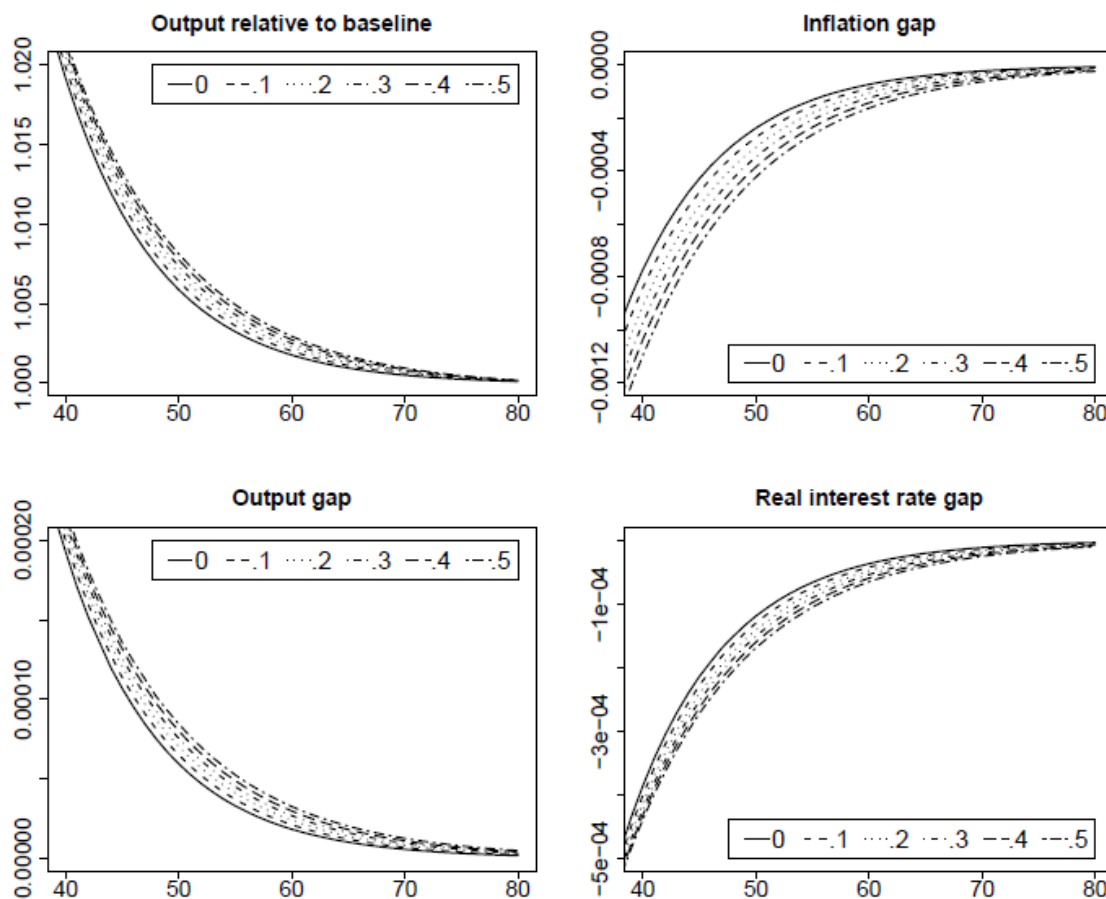 Output relative to baseline
1.020
1.015
1.010
1.005
1.000
0 .1 .2 .3 .4 .5
40 50 60 70 80
Inflation gap
0.0000
−0.0004
−0.0008
−0.0012
0 .1 .2 .3 .4 .5
40 50 60 70 80
Output gap
0.00020
0.00010
0.00000
0 .1 .2 .3 .4 .5
40 50 60 70 80
Real interest rate gap
−1e−04
−3e−04
−5e−04
0 .1 .2 .3 .4 .5
40 50 60 70 80